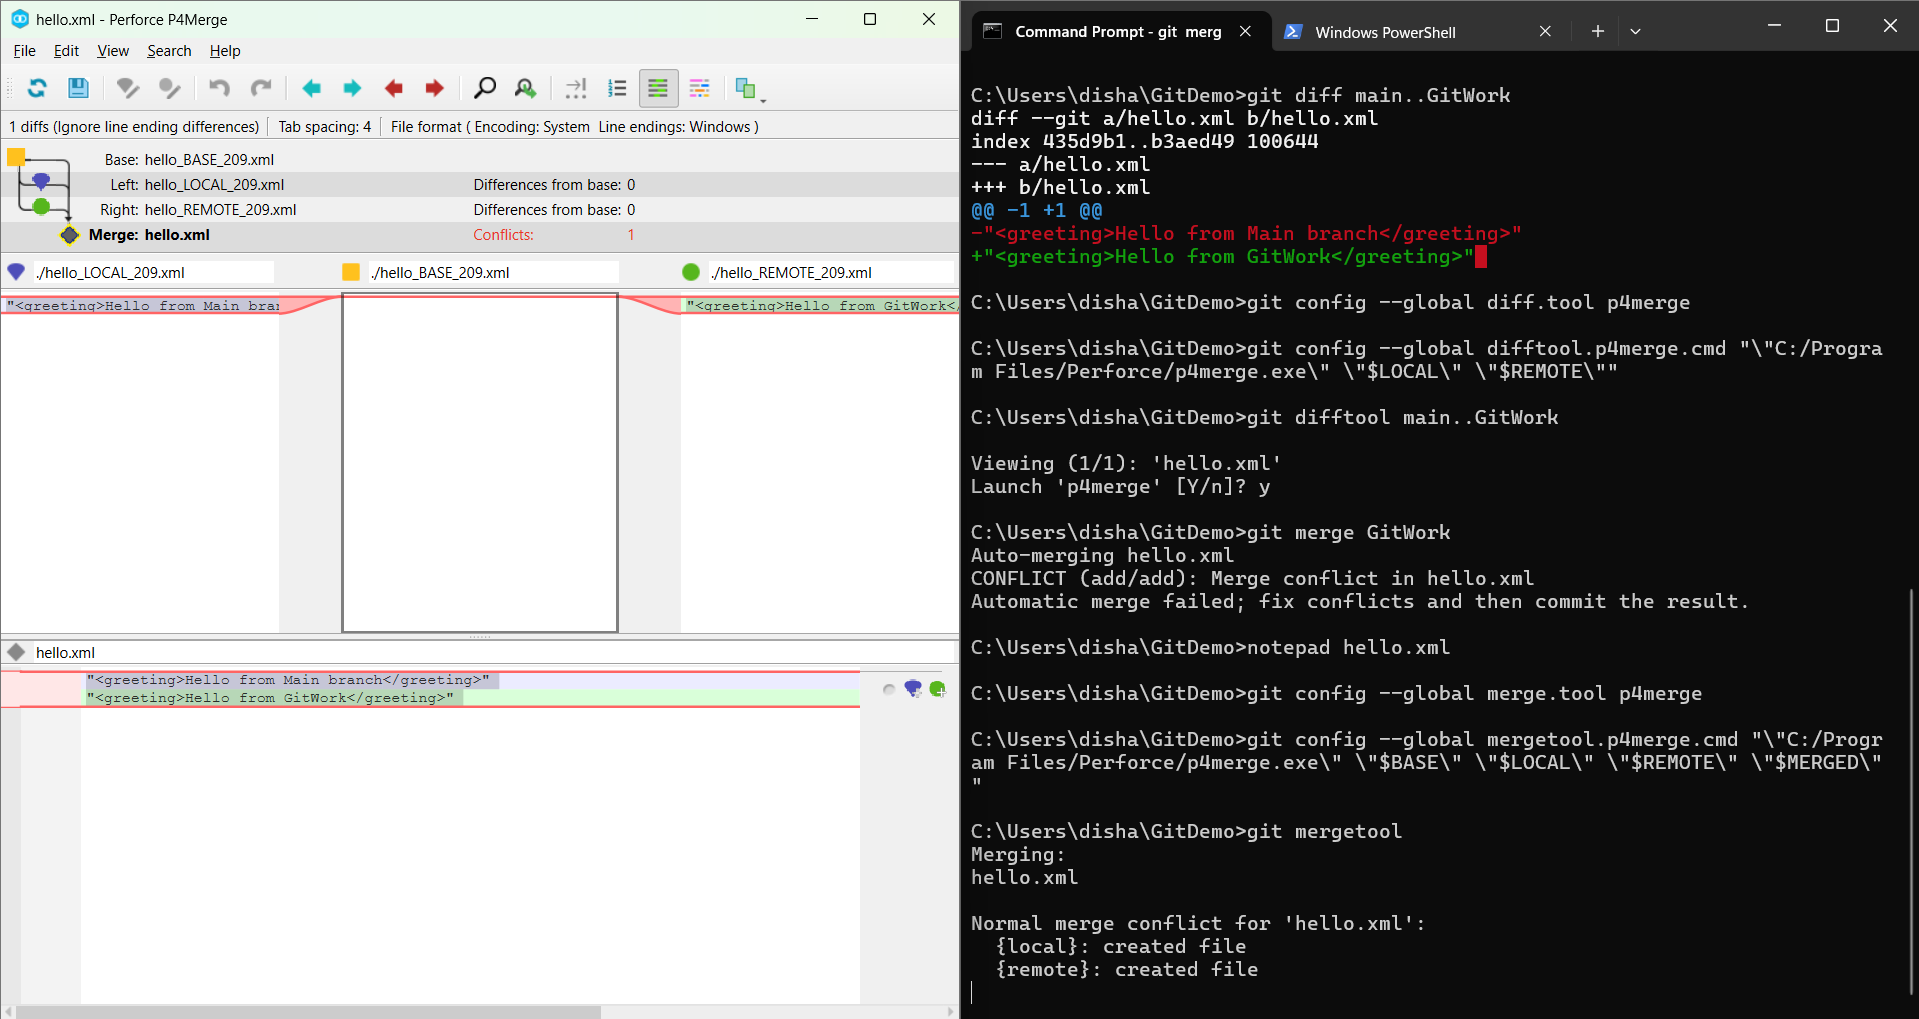 hello.xml - Perforce P4Merge
File Edit View Search Help
1 diffs (Ignore line ending differences) Tab spacing: 4 File format ( Encoding: System Line endings: Windows )
Base: hello_BASE_209.xml
Left: hello_LOCAL_209.xml Differences from base: 0
Right: hello_REMOTE_209.xml Differences from base: 0
Merge: hello.xml Conflicts: 1
./hello_LOCAL_209.xml ./hello_BASE_209.xml ./hello_REMOTE_209.xml
"<greeting>Hello from Main bran "<greeting>Hello from GitWork</
hello.xml
"<greeting>Hello from Main branch</greeting>"
"<greeting>Hello from GitWork</greeting>"
Command Prompt - git merg Windows PowerShell
C:\Users\disha\GitDemo>git diff main..GitWork
diff --git a/hello.xml b/hello.xml
index 435d9b1..b3aed49 100644
--- a/hello.xml
+++ b/hello.xml
@@ -1 +1 @@
-"<greeting>Hello from Main branch</greeting>"
+"<greeting>Hello from GitWork</greeting>"
C:\Users\disha\GitDemo>git config --global diff.tool p4merge
C:\Users\disha\GitDemo>git config --global difftool.p4merge.cmd "\"C:/Progra
m Files/Perforce/p4merge.exe\" \"$LOCAL\" \"$REMOTE\""
C:\Users\disha\GitDemo>git difftool main..GitWork
Viewing (1/1): 'hello.xml'
Launch 'p4merge' [Y/n]? y
C:\Users\disha\GitDemo>git merge GitWork
Auto-merging hello.xml
CONFLICT (add/add): Merge conflict in hello.xml
Automatic merge failed; fix conflicts and then commit the result.
C:\Users\disha\GitDemo>notepad hello.xml
C:\Users\disha\GitDemo>git config --global merge.tool p4merge
C:\Users\disha\GitDemo>git config --global mergetool.p4merge.cmd "\"C:/Progr
am Files/Perforce/p4merge.exe\" \"$BASE\" \"$LOCAL\" \"$REMOTE\" \"$MERGED\"
"
C:\Users\disha\GitDemo>git mergetool
Merging:
hello.xml
Normal merge conflict for 'hello.xml':
{local}: created file
{remote}: created file